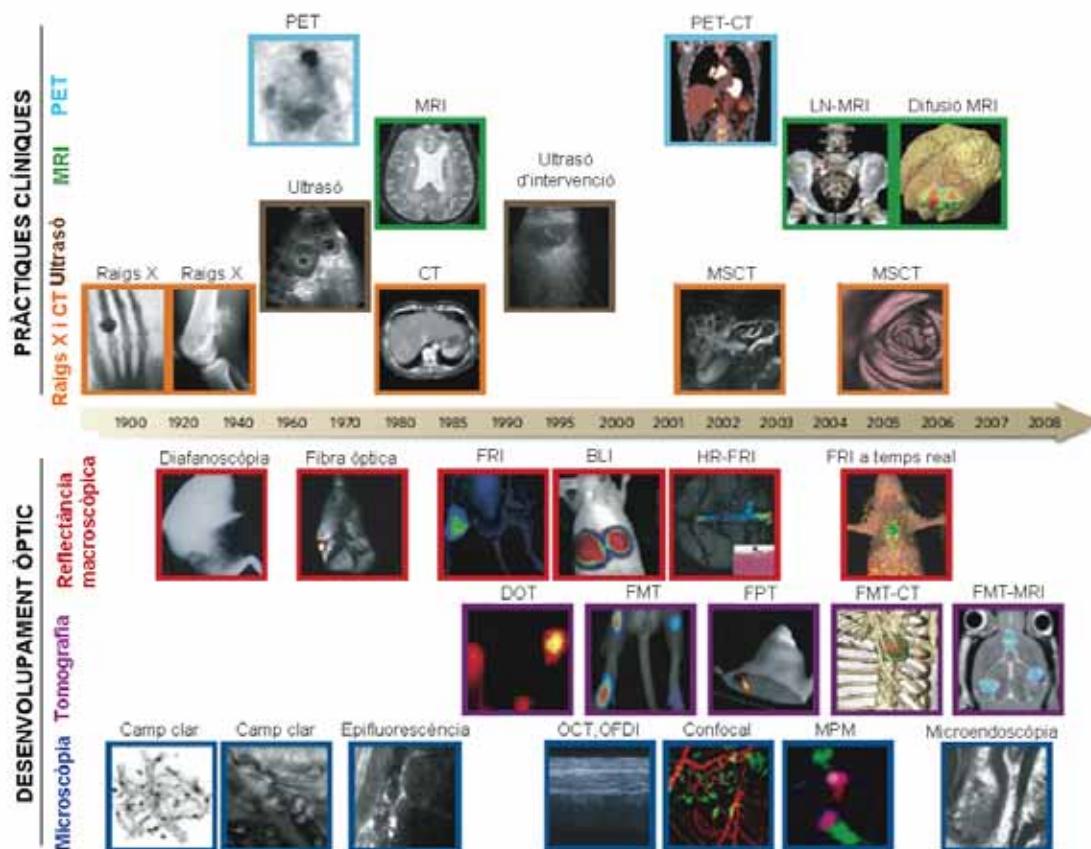 PRÀCTIQUES CLÍNIQUES
PET
PET
PET-CT
MRI
MRI
LN-MRI
Difusió MRI
Ultrasò
Ultrasò
Ultrasò
d'intervenció
Raigs X i CT
Raigs X
Raigs X
CT
MSCT
MSCT
1900 1920 1940 1960 1970 1980 1985 1990 1995 2000 2001 2002 2003 2004 2005 2006 2007 2008
DESENVOLUPAMENT ÒPTIC
Reflectància
macroscòpica
Diafanoscòpia
Fibra òptica
FRI
BLI
HR-FRI
FRI a temps real
Tomografia
DOT
FMT
FPT
FMT-CT
FMT-MRI
Microscòpia
Camp clar
Camp clar
Epifluorescència
OCT,OFDI
Confocal
MPM
Microendoscòpia